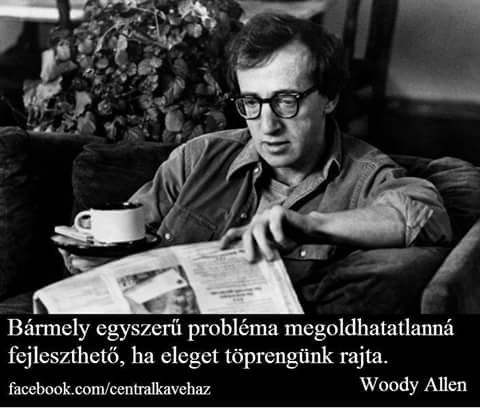 Bármely egyszerű probléma megoldhatatlanná
fejleszthető, ha eleget töprengünk rajta.
facebook.com/centralkavehaz
Woody Allen